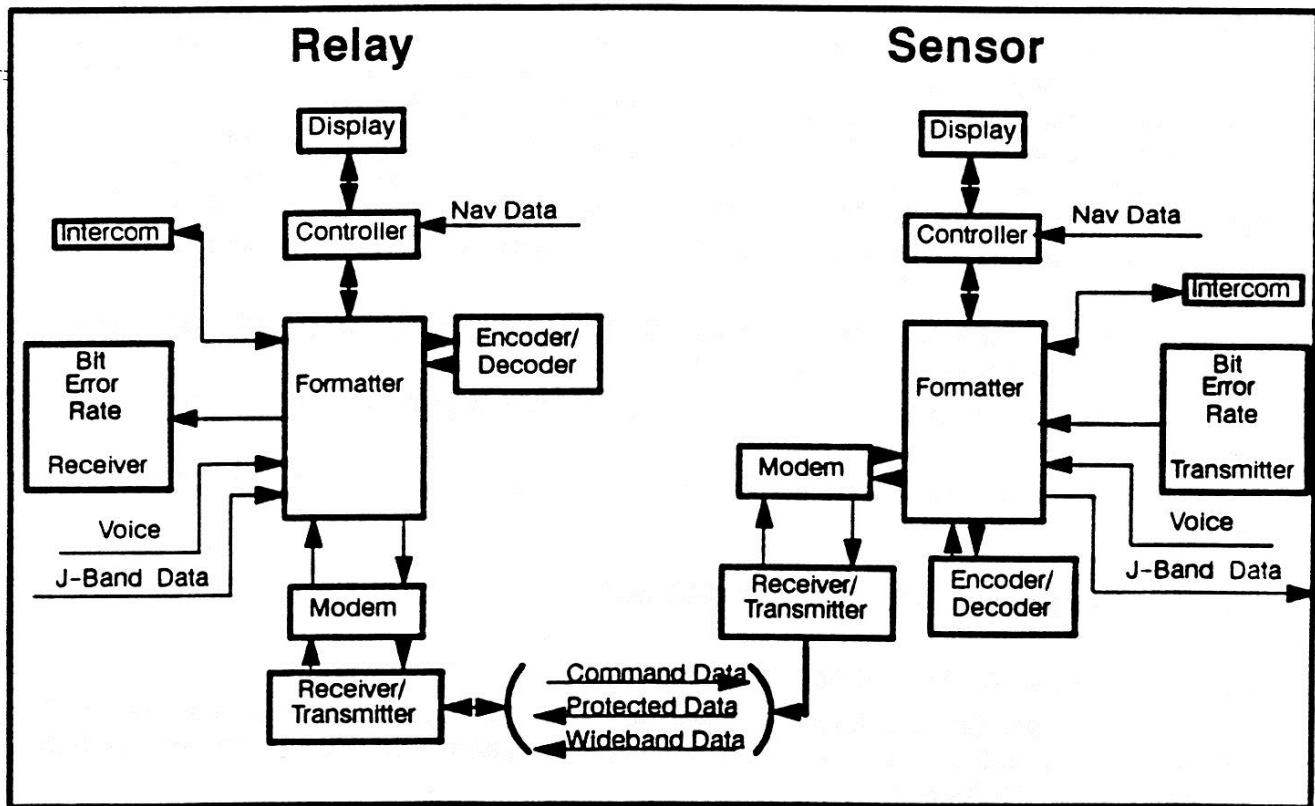 Relay
Display
Nav Data
Controller
Intercom
Encoder/
Decoder
Formatter
Bit
Error
Rate
Receiver
Voice
J-Band Data
Modem
Receiver/
Transmitter
Command Data
Protected Data
Wideband Data
Sensor
Display
Nav Data
Controller
Intercom
Formatter
Bit
Error
Rate
Transmitter
Modem
Voice
J-Band Data
Receiver/
Transmitter
Encoder/
Decoder